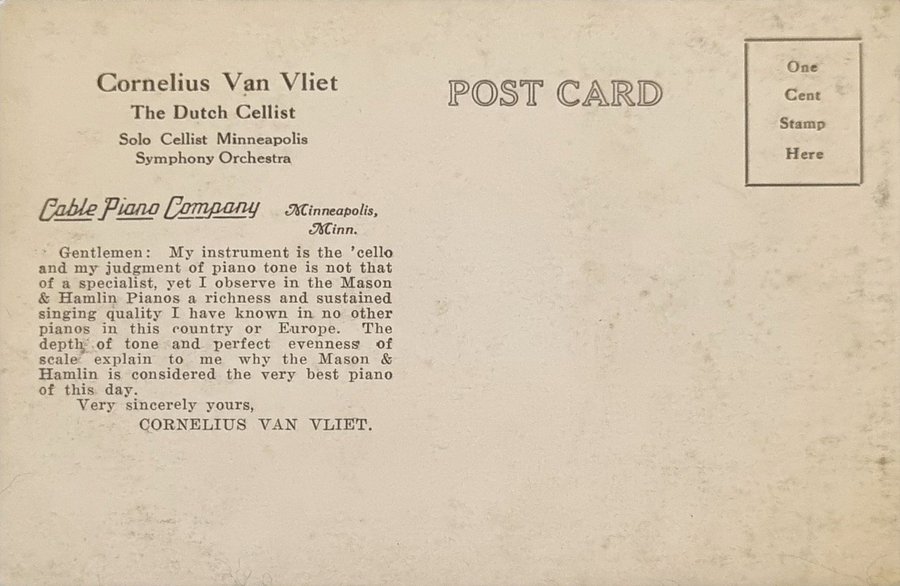 Cornelius Van Vliet
The Dutch Cellist
Solo Cellist Minneapolis
Symphony Orchestra
Cable Piano Company
Minneapolis,
Minn.
Gentlemen: My instrument is the 'cello
and my judgment of piano tone is not that
of a specialist, yet I observe in the Mason
& Hamlin Pianos a richness and sustained
singing quality I have known in no other
pianos in this country or Europe. The
depth of tone and perfect evenness of
scale explain to me why the Mason &
Hamlin is considered the very best piano
of this day.
Very sincerely yours,
CORNELIUS VAN VLIET.
POST CARD
One
Cent
Stamp
Here